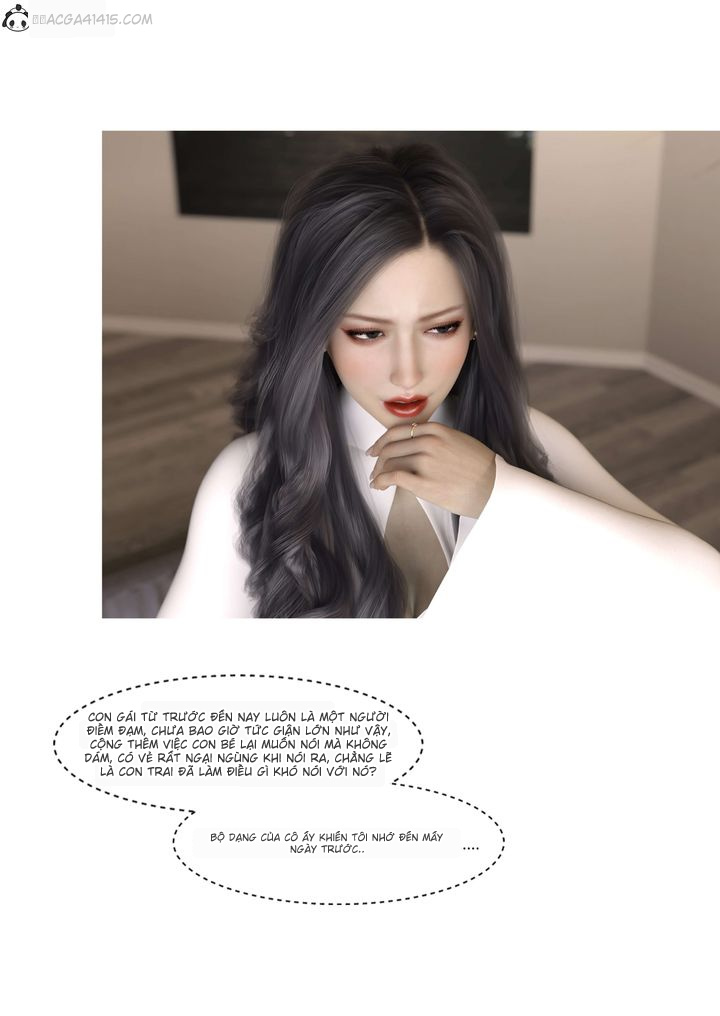 ACGA41415.COM
CON GÁI TỪ TRƯỚC ĐẾN NAY LUÔN LÀ MỘT NGƯỜI
ĐIỀM ĐẠM, CHƯA BAO GIỜ TỨC GIẬN LỚN NHƯ VẬY,
CỘNG THÊM VIỆC CON BÉ LẠI MUỐN NÓI MÀ KHÔNG
DÁM, CÓ VẺ RẤT NGẠI NGÙNG KHI NÓI RA, CHẲNG LẼ
LÀ CON TRAI ĐÃ LÀM ĐIỀU GÌ KHÓ NÓI VỚI NÓ?
BỘ DẠNG CỦA CÔ ẤY KHIẾN TÔI NHỚ ĐẾN MẤY
NGÀY TRƯỚC.. ....